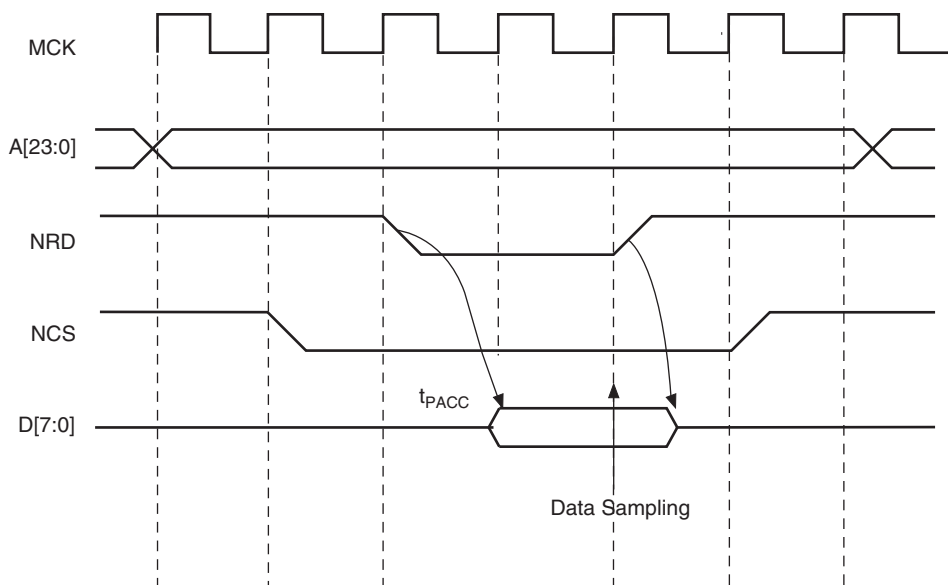 MCK
A[23:0]
NRD
NCS
tPACC
D[7:0]
Data Sampling